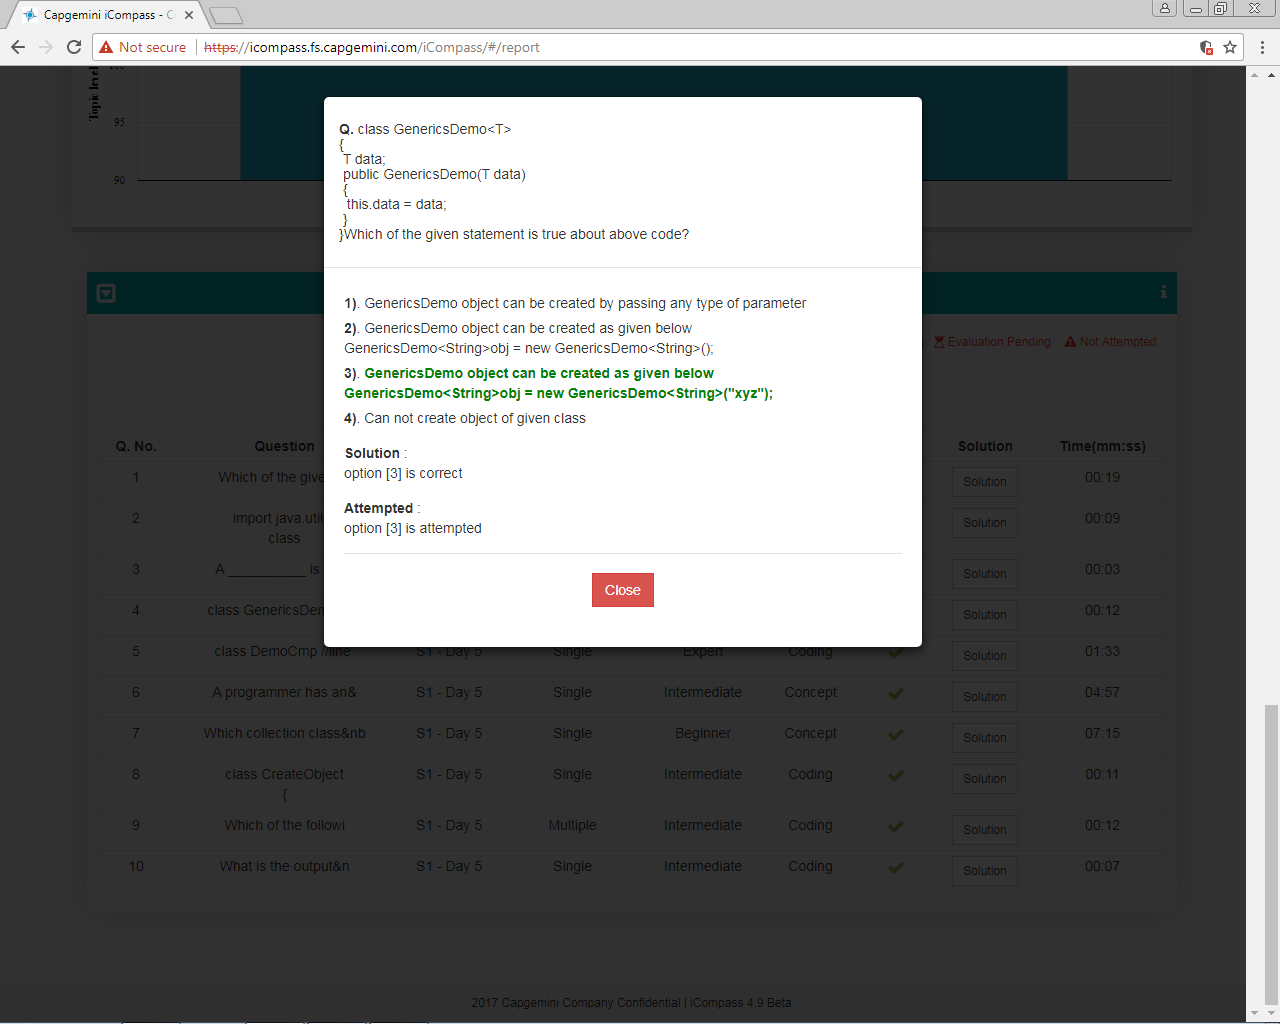 Capgemini iCompass - C
Not secure
https://icompass.fs.capgemini.com/iCompass/#/report
Topic level
100
95
90
Q. class GenericsDemo<T>
{
T data;
public GenericsDemo(T data)
{
this.data = data;
}
}Which of the given statement is true about above code?
1). GenericsDemo object can be created by passing any type of parameter
2). GenericsDemo object can be created as given below
GenericsDemo<String>obj = new GenericsDemo<String>();
3). GenericsDemo object can be created as given below
GenericsDemo<String>obj = new GenericsDemo<String>("xyz");
4). Can not create object of given class
Solution :
option [3] is correct
Attempted :
option [3] is attempted
Close
Evaluation Pending Not Attempted
Q. No. Question Solution Time(mm:ss)
1 Which of the give Solution 00:19
2 import java.util Solution 00:09
class
3 A __________ is Solution 00:03
4 class GenericsDem Solution 00:12
5 class DemoCmp //line S1 - Day 5 Single Expert Coding Solution 01:33
6 A programmer has an& S1 - Day 5 Single Intermediate Concept Solution 04:57
7 Which collection class&nb S1 - Day 5 Single Beginner Concept Solution 07:15
8 class CreateObject S1 - Day 5 Single Intermediate Coding Solution 00:11
{
9 Which of the followi S1 - Day 5 Multiple Intermediate Coding Solution 00:12
10 What is the output&n S1 - Day 5 Single Intermediate Coding Solution 00:07
2017 Capgemini Company Confidential | iCompass 4.9 Beta